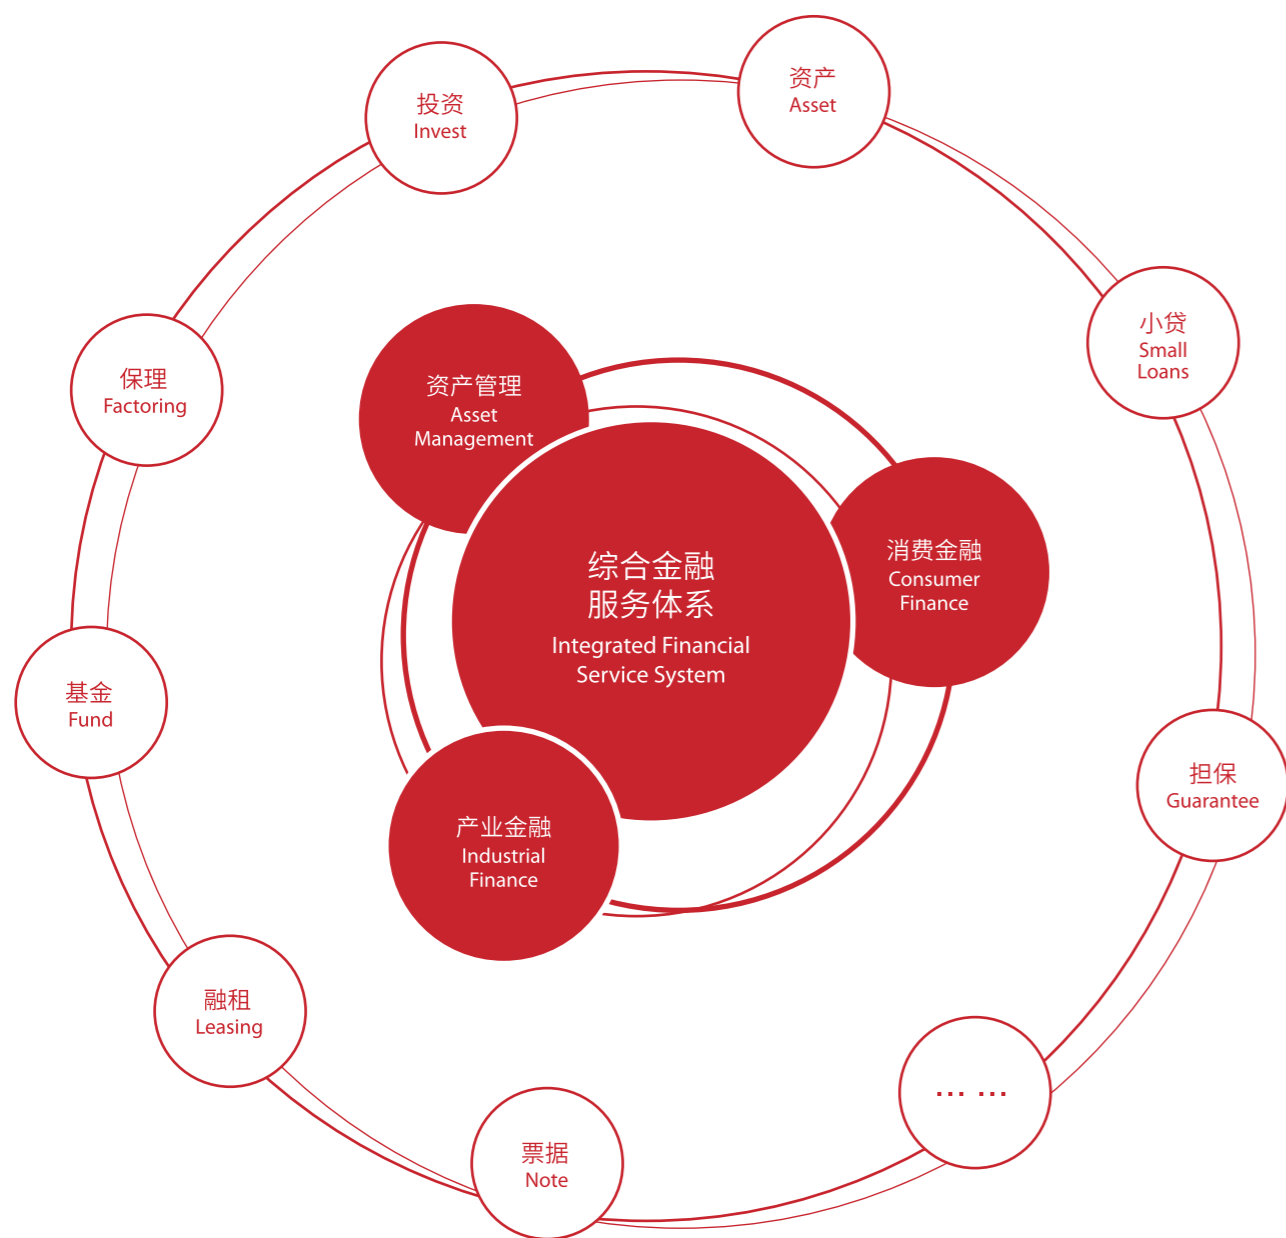 资产
Asset
投资
Invest
小贷
Small
Loans
保理
Factoring
资产管理
Asset
Management
消费金融
Consumer
Finance
综合金融
服务体系
Integrated Financial
Service System
基金
Fund
担保
Guarantee
产业金融
Industrial
Finance
融租
Leasing
... ...
票据
Note